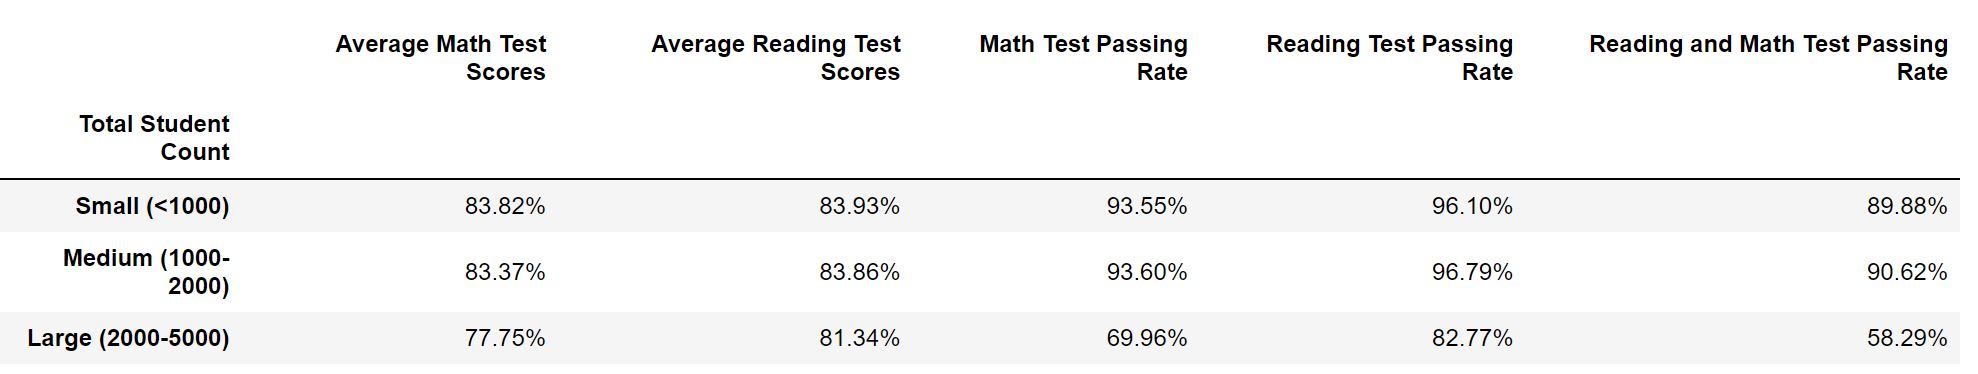 Average Math Test Scores Average Reading Test Scores Math Test Passing Rate Reading Test Passing Rate Reading and Math Test Passing Rate
Total Student Count
Small (<1000) 83.82% 83.93% 93.55% 96.10% 89.88%
Medium (1000-2000) 83.37% 83.86% 93.60% 96.79% 90.62%
Large (2000-5000) 77.75% 81.34% 69.96% 82.77% 58.29%